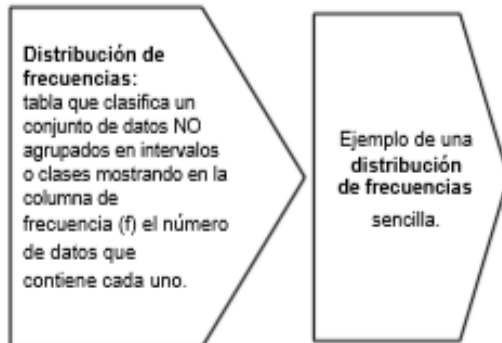 Distribución de
frecuencias:
tabla que clasifica un
conjunto de datos NO
agrupados en intervalos
o clases mostrando en la
columna de
frecuencia (f) el número
de datos que
contiene cada uno.
Ejemplo de una
distribución
de frecuencias
sencilla.